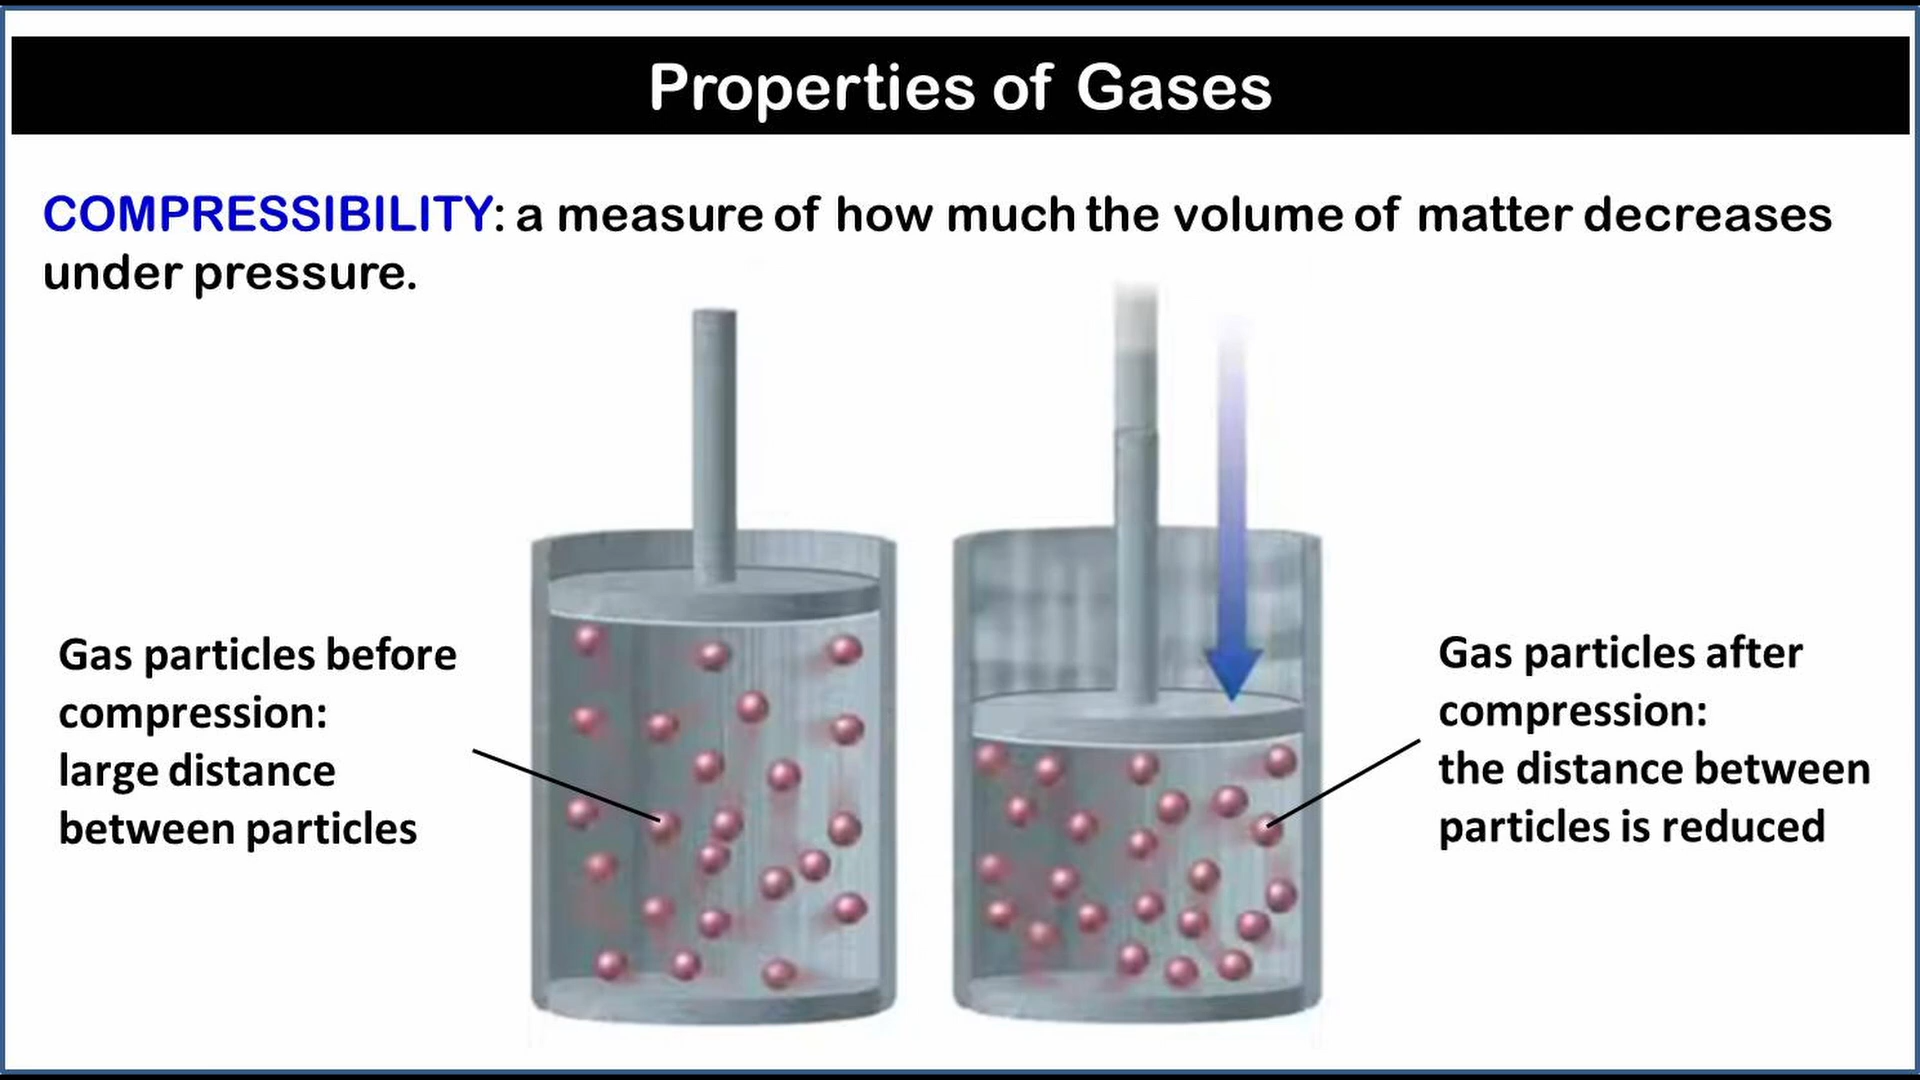 Properties of Gases
COMPRESSIBILITY: a measure of how much the volume of matter decreases
under pressure.
Gas particles before
compression:
large distance
between particles
Gas particles after
compression:
the distance between
particles is reduced